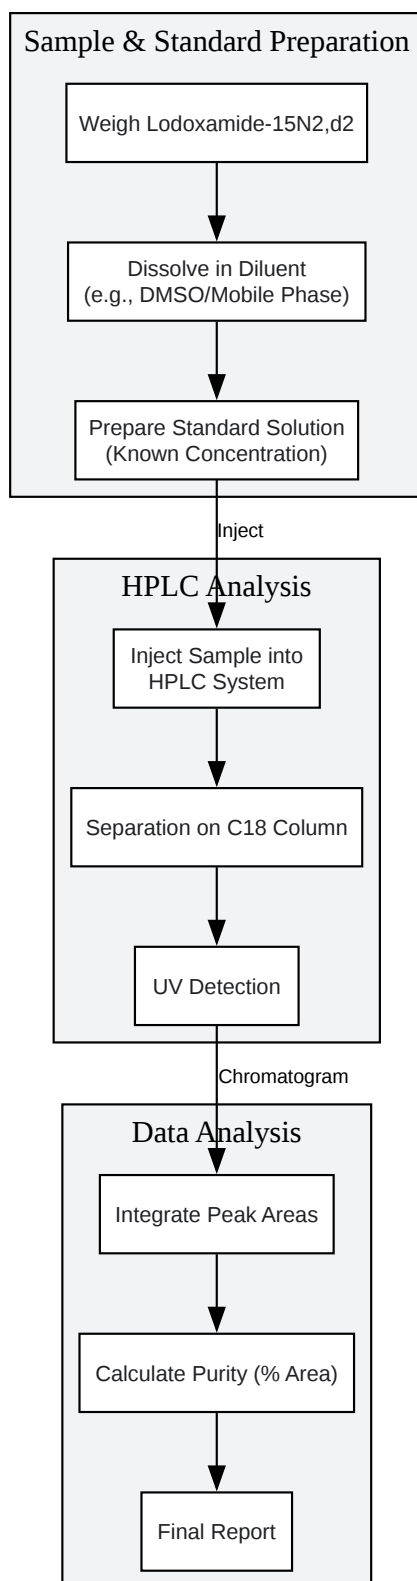 Sample & Standard Preparation
Weigh Lodoxamide-15N2,d2
Dissolve in Diluent
(e.g., DMSO/Mobile Phase)
Prepare Standard Solution
(Known Concentration)
Inject
HPLC Analysis
Inject Sample into
HPLC System
Separation on C18 Column
UV Detection
Chromatogram
Data Analysis
Integrate Peak Areas
Calculate Purity (% Area)
Final Report